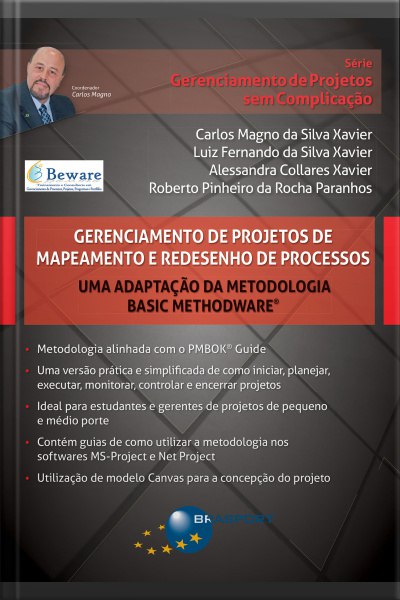 Coordenador
Carlos Magno
Série
Gerenciamento de Projetos
sem Complicação
Carlos Magno da Silva Xavier
Luiz Fernando da Silva Xavier
Alessandra Collares Xavier
Roberto Pinheiro da Rocha Paranhos
Beware
GERENCIAMENTO DE PROJETOS DE
MAPEAMENTO E REDESENHO DE PROCESSOS
UMA ADAPTAÇÃO DA METODOLOGIA
BASIC METHODWARE®
• Metodologia alinhada com o PMBOK® Guide
• Uma versão prática e simplificada de como iniciar, planejar,
executar, monitorar, controlar e encerrar projetos
• Ideal para estudantes e gerentes de projetos de pequeno
e médio porte
• Contém guias de como utilizar a metodologia nos
softwares MS-Project e Net Project
• Utilização de modelo Canvas para a concepção do projeto
BRASPORT